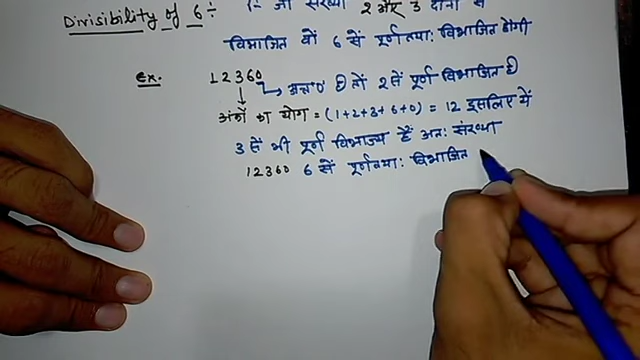 Divisibility of 6 :- जो संख्या 2 और 3 दोनों से
विभाजित वो 6 सें पूर्णतया: विभाजित होगी
Ex. 12360
अन्त '0' है तो 2 सें पूर्ण विभाजित है
अंकों का योग = (1+2+3+6+0) = 12 इसलिए यें
3 सें भी पूर्ण विभाज्य हैं अत: संख्या
12360 6 सें पूर्णतया: विभाजित